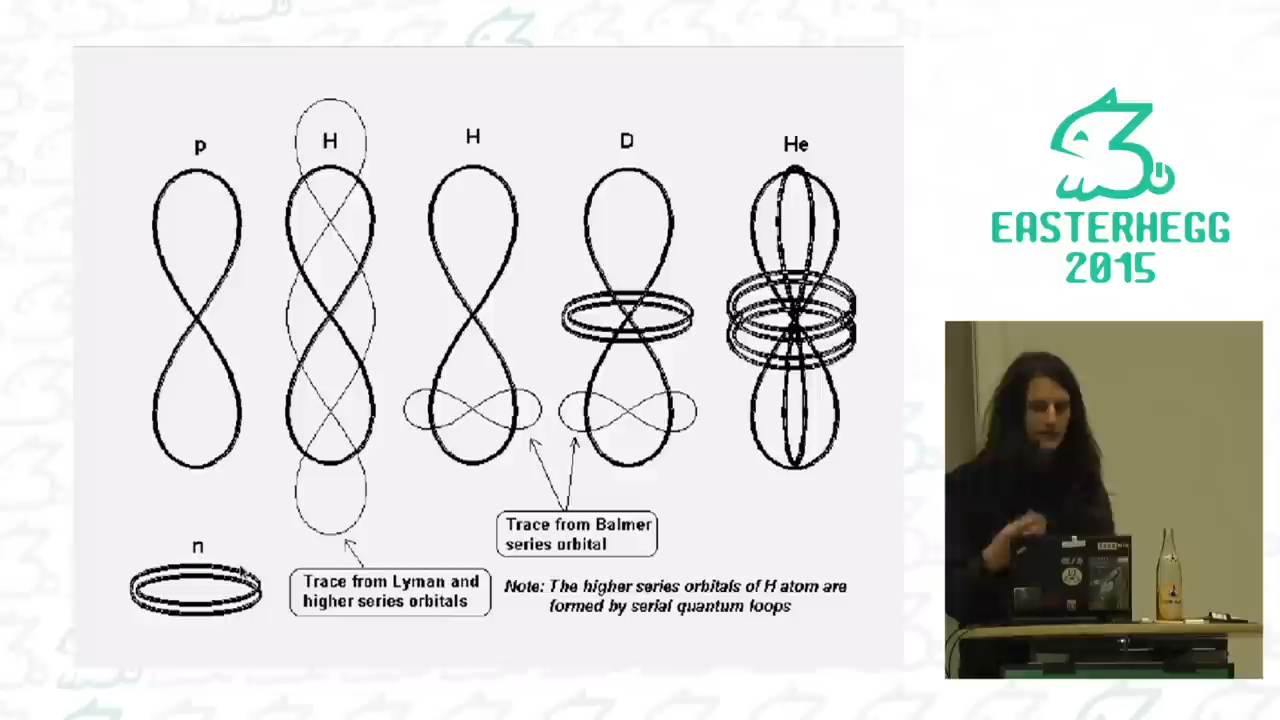 p
H
H
D
He
n
Trace from Balmer
series orbital
Trace from Lyman and
higher series orbitals
Note: The higher series orbitals of H atom are
formed by serial quantum loops
EASTERHEGG
2015